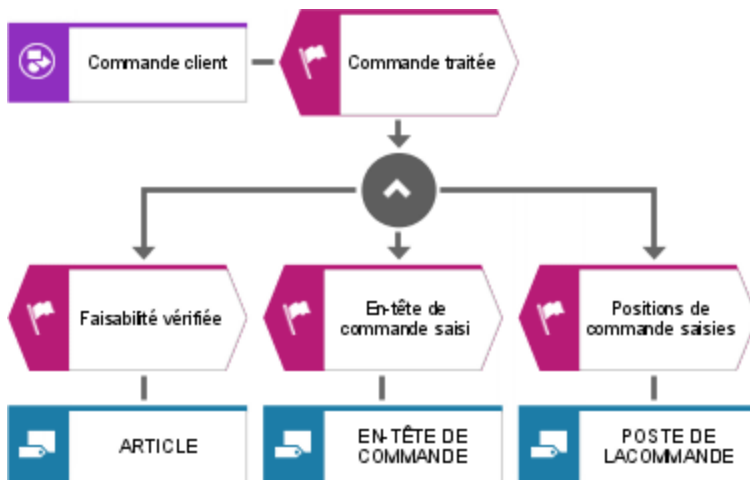 Commande client
Commande traitée
Faisabilité vérifiée
En-tête de
commande saisi
Positions de
commande saisies
ARTICLE
EN-TÊTE DE
COMMANDE
POSTE DE
LACOMMANDE